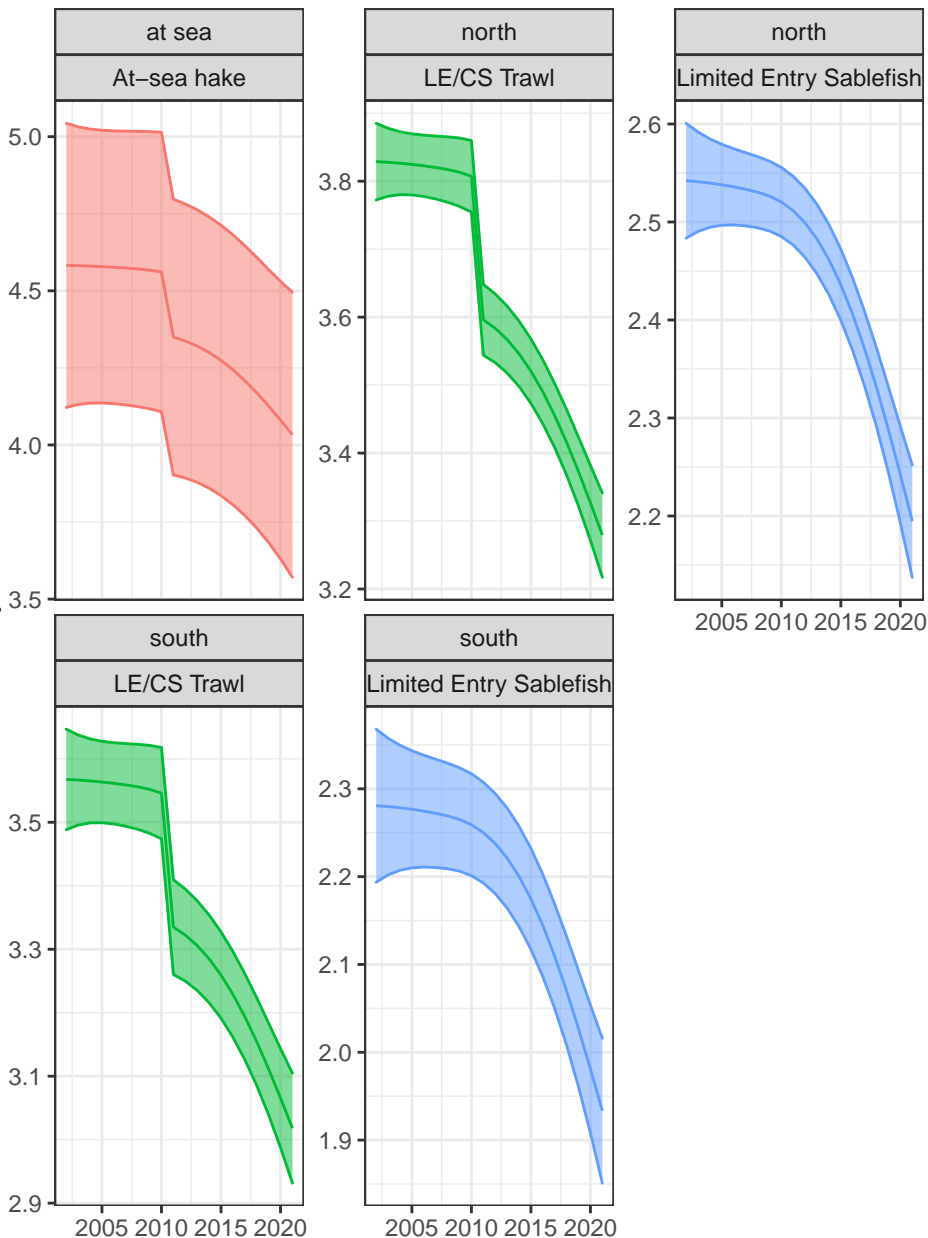 at sea
At−sea hake
5.0
4.5
4.0
3.5
north
LE/CS Trawl
3.8
3.6
3.4
3.2
north
Limited Entry Sablefish
2.6
2.5
2.4
2.3
2.2
2005 2010 2015 2020
south
LE/CS Trawl
3.5
3.3
3.1
2.9
2005 2010 2015 2020
south
Limited Entry Sablefish
2.3
2.2
2.1
2.0
1.9
2005 2010 2015 2020